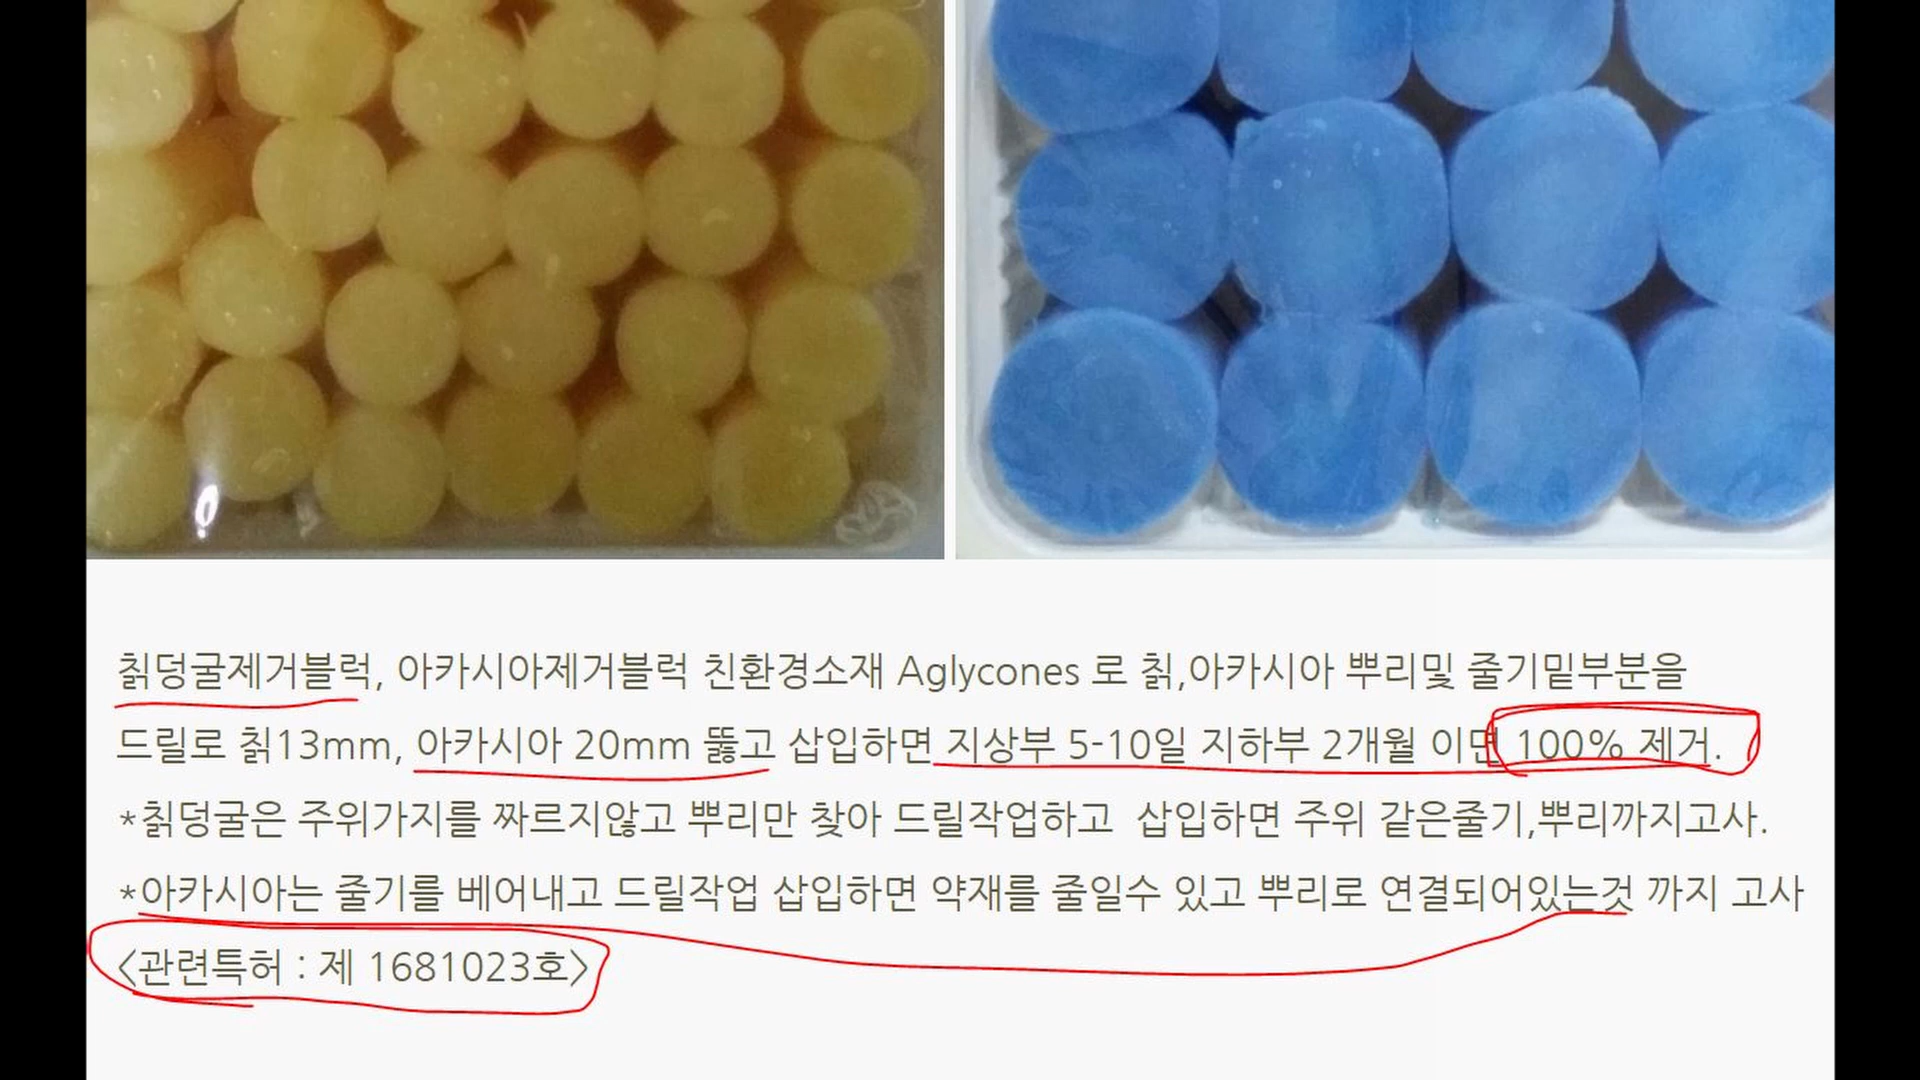 칡덩굴제거블럭, 아카시아제거블럭 친환경소재 Aglycones 로 칡,아카시아 뿌리및 줄기밑부분을
드릴로 칡13mm, 아카시아 20mm 뚫고 삽입하면 지상부 5-10일 지하부 2개월 이면 100% 제거.
*칡덩굴은 주위가지를 짜르지않고 뿌리만 찾아 드릴작업하고 삽입하면 주위 같은줄기,뿌리까지고사.
*아카시아는 줄기를 베어내고 드릴작업 삽입하면 약재를 줄일수 있고 뿌리로 연결되어있는것 까지 고사
<관련특허 : 제 1681023호>